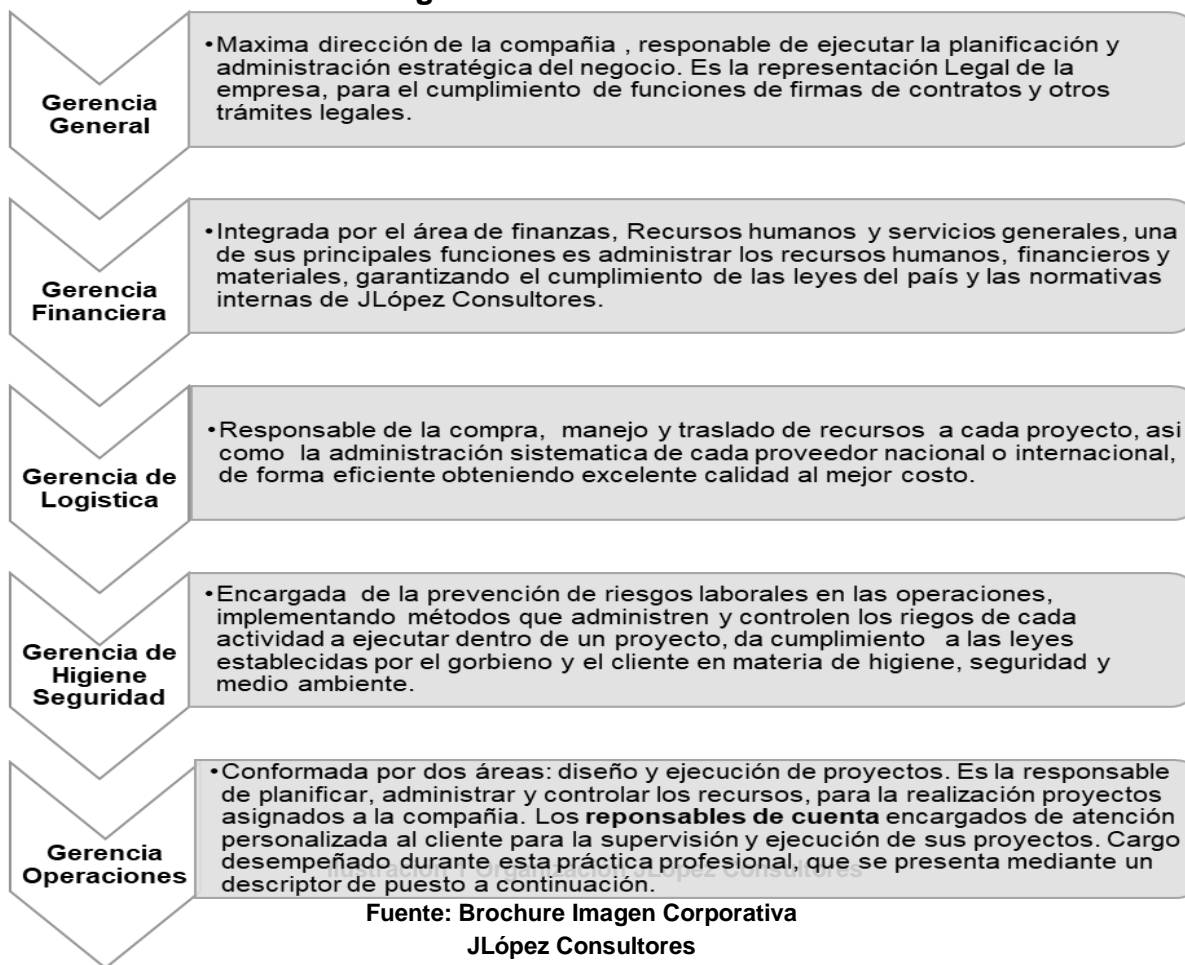 Gerencia
General
•Maxima dirección de la compañia , responable de ejecutar la planificación y
administración estratégica del negocio. Es la representación Legal de la
empresa, para el cumplimiento de funciones de firmas de contratos y otros
trámites legales.
Gerencia
Financiera
•Integrada por el área de finanzas, Recursos humanos y servicios generales, una
de sus principales funciones es administrar los recursos humanos, financieros y
materiales, garantizando el cumplimiento de las leyes del país y las normativas
internas de JLópez Consultores.
Gerencia de
Logistica
•Responsable de la compra, manejo y traslado de recursos a cada proyecto, asi
como la administración sistematica de cada proveedor nacional o internacional,
de forma eficiente obteniendo excelente calidad al mejor costo.
Gerencia de
Higiene
Seguridad
•Encargada de la prevención de riesgos laborales en las operaciones,
implementando métodos que administren y controlen los riegos de cada
actividad a ejecutar dentro de un proyecto, da cumplimiento a las leyes
establecidas por el gorbieno y el cliente en materia de higiene, seguridad y
medio ambiente.
Gerencia
Operaciones
•Conformada por dos áreas: diseño y ejecución de proyectos. Es la responsable
de planificar, administrar y controlar los recursos, para la realización proyectos
asignados a la compañia. Los reponsables de cuenta encargados de atención
personalizada al cliente para la supervisión y ejecución de sus proyectos. Cargo
desempeñado durante esta práctica profesional, que se presenta mediante un
descriptor de puesto a continuación.
Ilustración 1 Organización JLópez Consultores
Fuente: Brochure Imagen Corporativa
JLópez Consultores